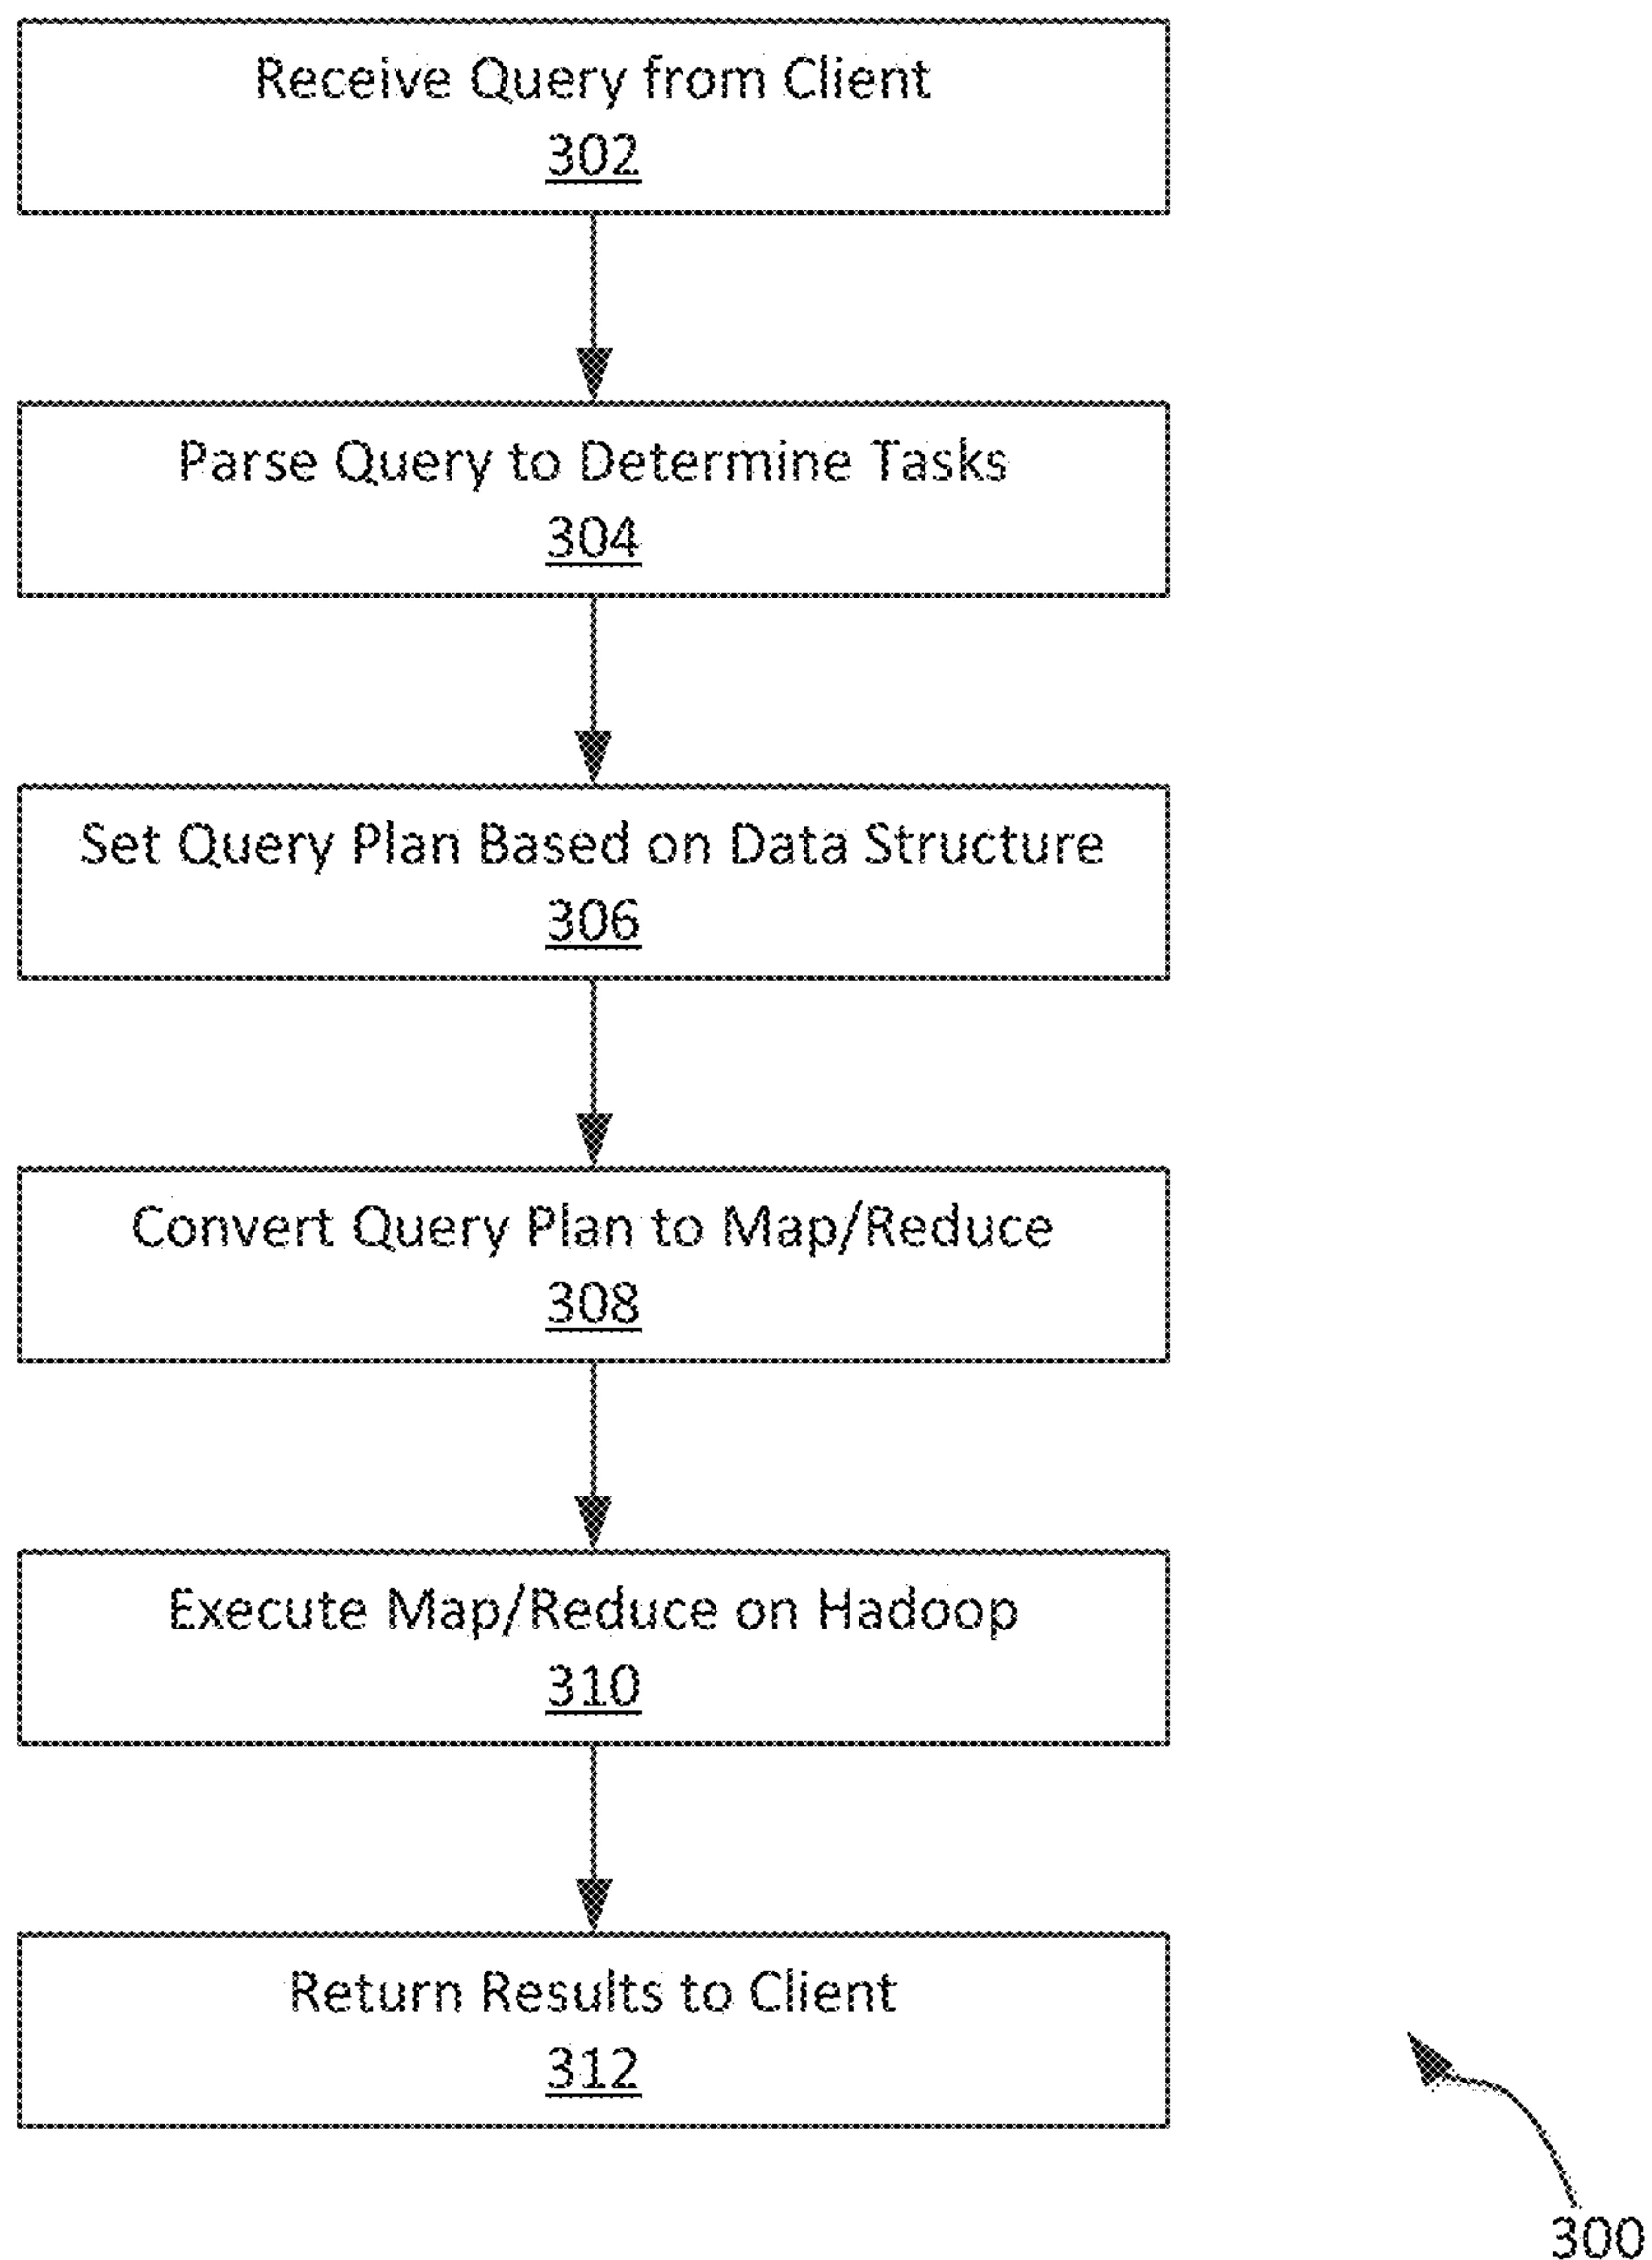 Receive Query from Client
302
Parse Query to Determine Tasks
304
Set Query Plan Based on Data Structure
306
Convert Query Plan to Map/Reduce
308
Execute Map/Reduce on Hadoop
310
Return Results to Client
312
300